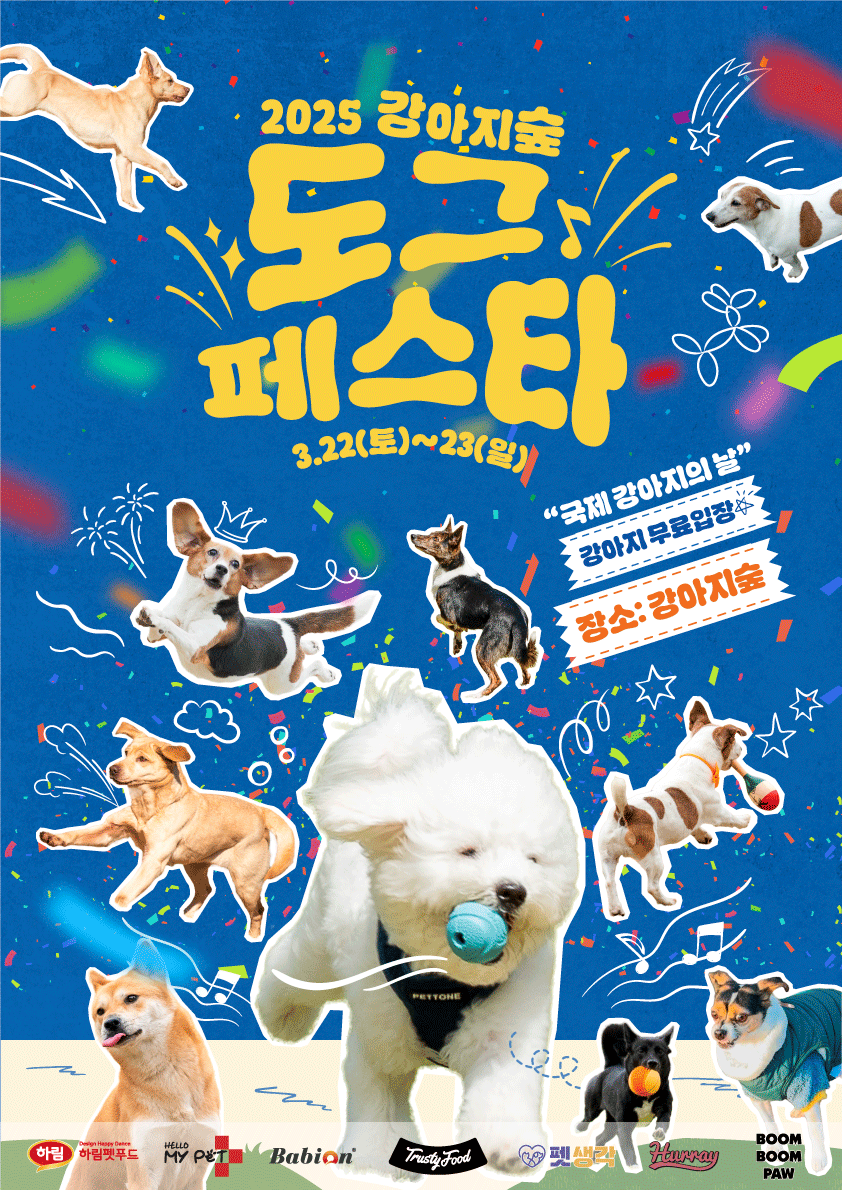 2025 강아지숲
도그
페스타
3.22(토)~23(일)
“국제 강아지의 날”
강아지 무료입장
장소: 강아지숲
PETTONE
하림
Design Happy Dance
하림펫푸드
HELLO
MY PET
Babion®
Trusty Food
펫생각
Hurray
BOOM
BOOM
PAW